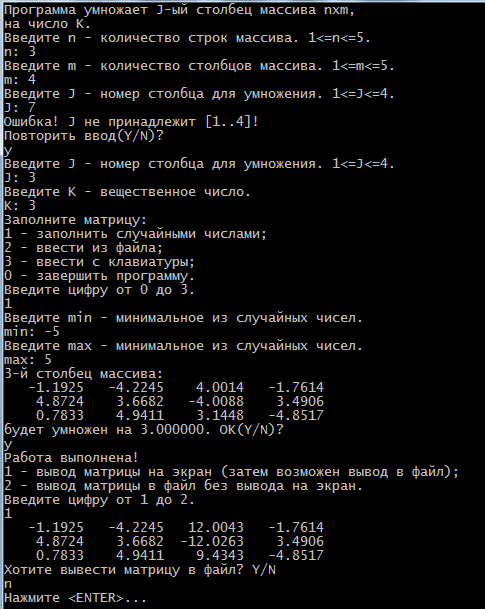 Программа умножает J-ый столбец массива nxm,
на число K.
Введите n - количество строк массива. 1<=n<=5.
n: 3
Введите m - количество столбцов массива. 1<=m<=5.
m: 4
Введите J - номер столбца для умножения. 1<=J<=4.
J: 7
Ошибка! J не принадлежит [1..4]!
Повторить ввод(Y/N)?
y
Введите J - номер столбца для умножения. 1<=J<=4.
J: 3
Введите K - вещественное число.
K: 3
Заполните матрицу:
1 - заполнить случайными числами;
2 - ввести из файла;
3 - ввести с клавиатуры;
0 - завершить программу.
Введите цифру от 0 до 3.
1
Введите min - минимальное из случайных чисел.
min: -5
Введите max - минимальное из случайных чисел.
max: 5
3-й столбец массива:
-1.1925 -4.2245 4.0014 -1.7614
4.8724 3.6682 -4.0088 3.4906
0.7833 4.9411 3.1448 -4.8517
будет умножен на 3.000000. OK(Y/N)?
y
Работа выполнена!
1 - вывод матрицы на экран (затем возможен вывод в файл);
2 - вывод матрицы в файл без вывода на экран.
Введите цифру от 1 до 2.
1
-1.1925 -4.2245 12.0043 -1.7614
4.8724 3.6682 -12.0263 3.4906
0.7833 4.9411 9.4343 -4.8517
Хотите вывести матрицу в файл? Y/N
n
Нажмите <ENTER>...